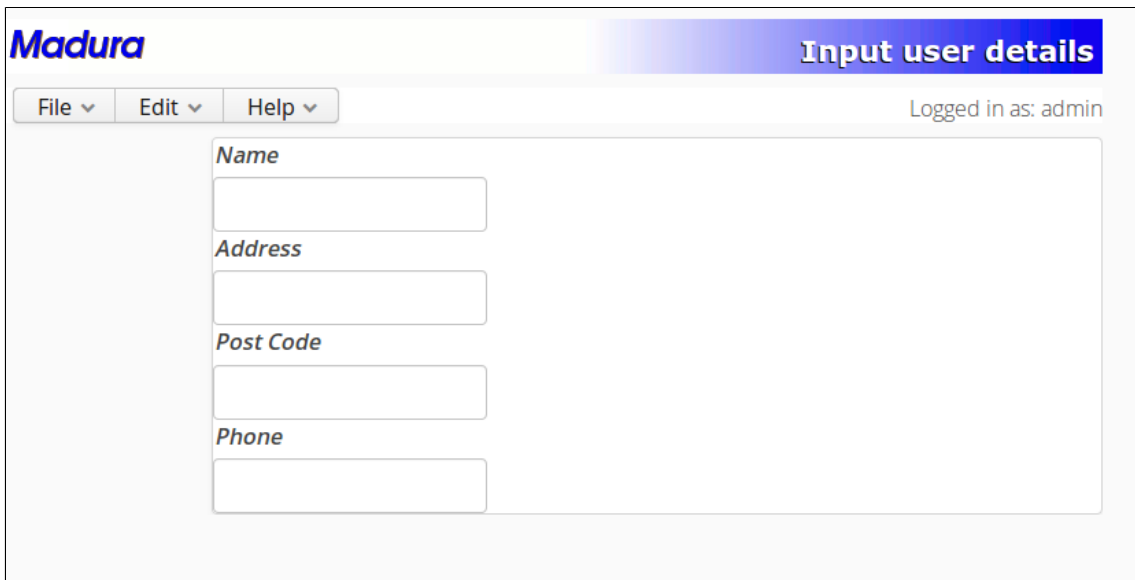 Madura
Input user details
File Edit Help
Logged in as: admin
Name
Address
Post Code
Phone